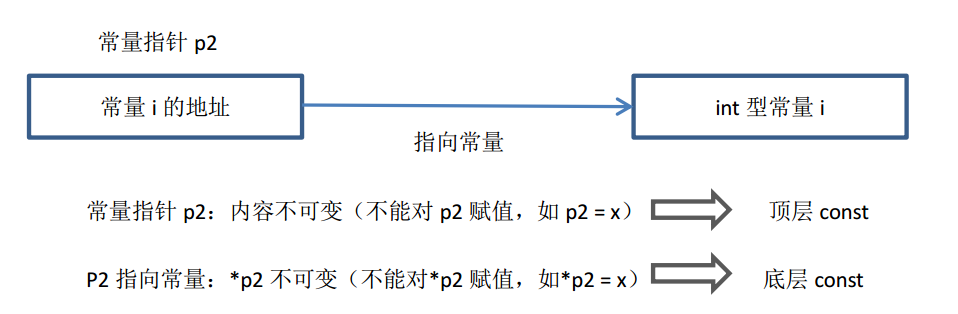 常量指针 p2
常量 i 的地址
int 型常量 i
指向常量
常量指针 p2：内容不可变（不能对 p2 赋值，如 p2 = x） 顶层 const
P2 指向常量：*p2 不可变（不能对*p2 赋值，如*p2 = x） 底层 const